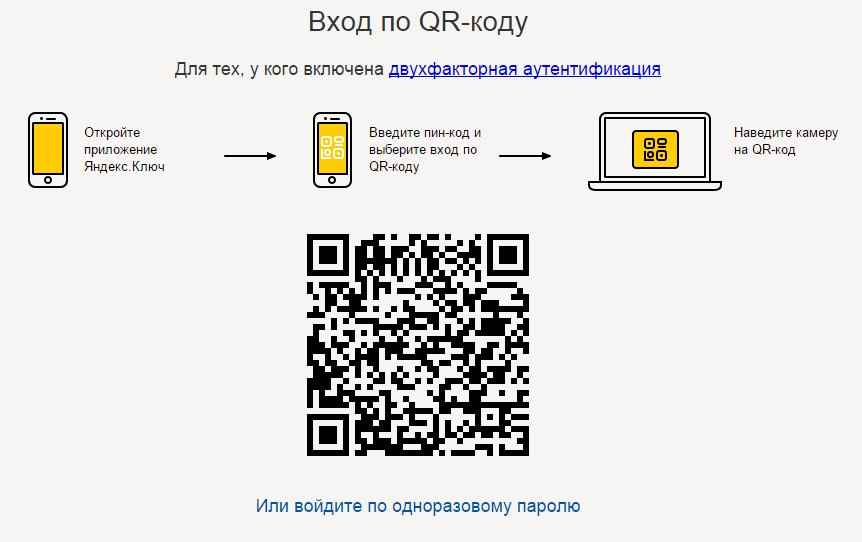 Вход по QR-коду
Для тех, у кого включена двухфакторная аутентификация
Откройте
приложение
Яндекс.Ключ
Введите пин-код и
выберите вход по
QR-коду
Наведите камеру
на QR-код
Или войдите по одноразовому паролю